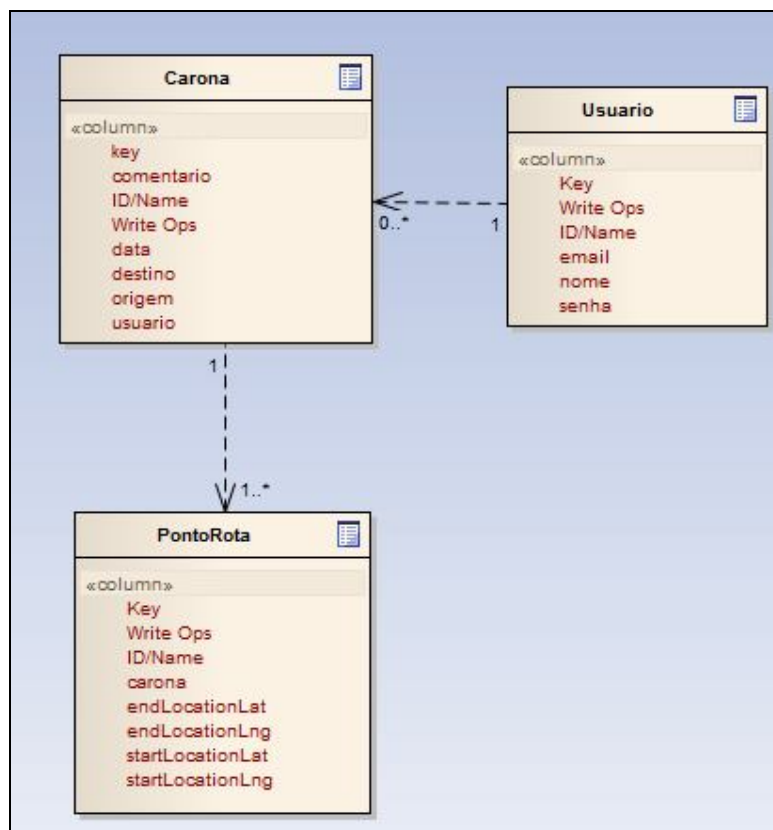 Carona
«column»
key
comentario
ID/Name
Write Ops
data
destino
origem
usuario
Usuario
«column»
Key
Write Ops
ID/Name
email
nome
senha
0..*
1
1
1..*
PontoRota
«column»
Key
Write Ops
ID/Name
carona
endLocationLat
endLocationLng
startLocationLat
startLocationLng